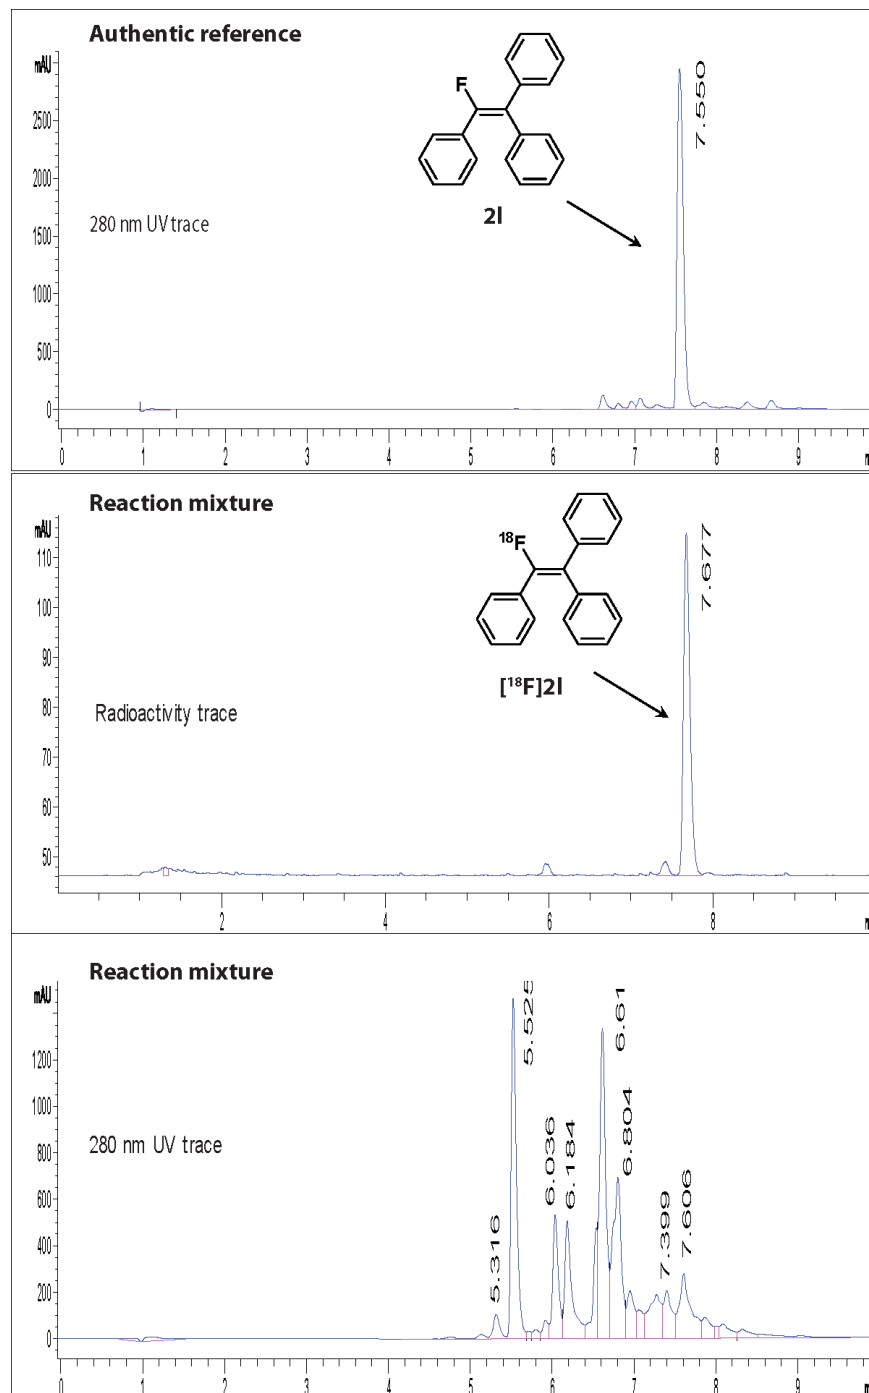 Authentic reference
mAU
F
7.550
2l
280 nm UV trace
2500
2000
1500
1000
500
0
0 1 2 3 4 5 6 7 8 9 m
Reaction mixture
mAU
18F
7.677
[18F]2l
Radioactivity trace
110
100
90
80
70
60
50
2 4 6 8 m
Reaction mixture
mAU
5.525
6.61
6.036
6.184
6.804
5.316
7.399
7.606
280 nm UV trace
1200
1000
800
600
400
200
0
0 1 2 3 4 5 6 7 8 9 m